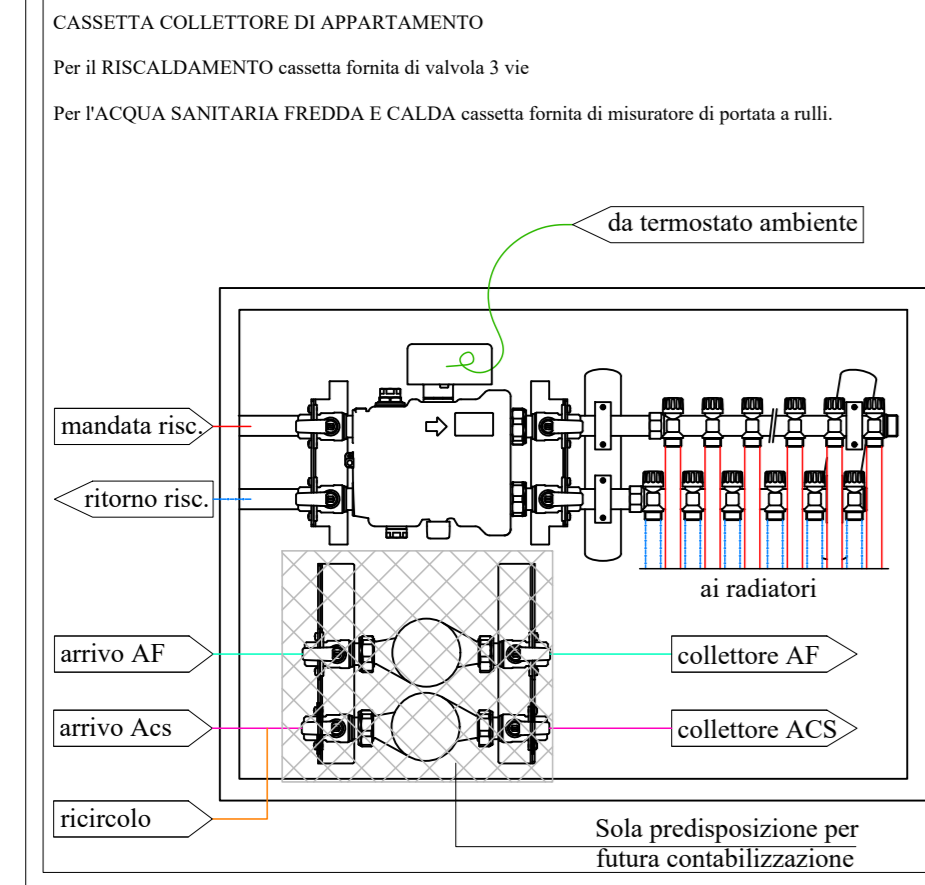 CASSETTA COLLETTORE DI APPARTAMENTO
Per il RISCALDAMENTO cassetta fornita di valvola 3 vie
Per l'ACQUA SANITARIA FREDDA E CALDA cassetta fornita di misuratore di portata a rulli.
da termostato ambiente
mandata risc.
ritorno risc.
ai radiatori
arrivo AF
collettore AF
arrivo Acs
collettore ACS
ricircolo
Sola predisposizione per
futura contabilizzazione